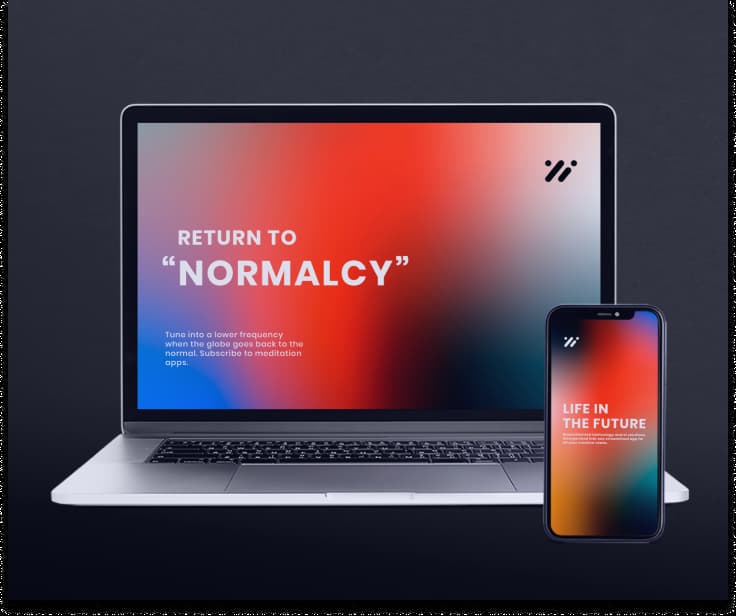 RETURN TO
“NORMALCY”
Tune into a lower frequency
when the globe goes back to the
normal. Subscribe to meditation
apps.
LIFE IN
THE FUTURE